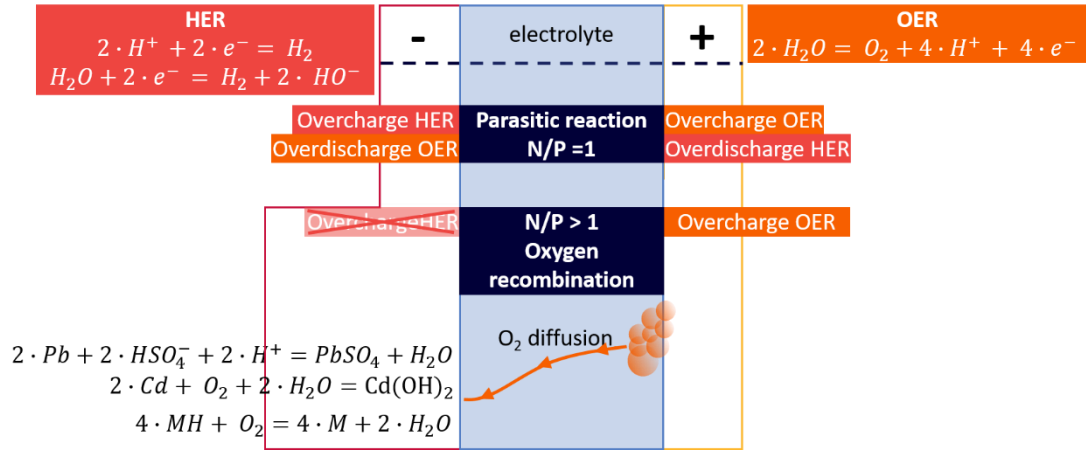 HER
2 · H⁺ + 2 · e⁻ = H₂
H₂O + 2 · e⁻ = H₂ + 2 · HO⁻
-
electrolyte
+
OER
2 · H₂O = O₂ + 4 · H⁺ + 4 · e⁻
Overcharge HER
Parasitic reaction
Overcharge OER
Overdischarge OER
N/P =1
Overdischarge HER
OverchargeHER
N/P > 1
Overcharge OER
Oxygen
recombination
O₂ diffusion
2 · Pb + 2 · HSO₄⁻ + 2 · H⁺ = PbSO₄ + H₂O
2 · Cd + O₂ + 2 · H₂O = Cd(OH)₂
4 · MH + O₂ = 4 · M + 2 · H₂O